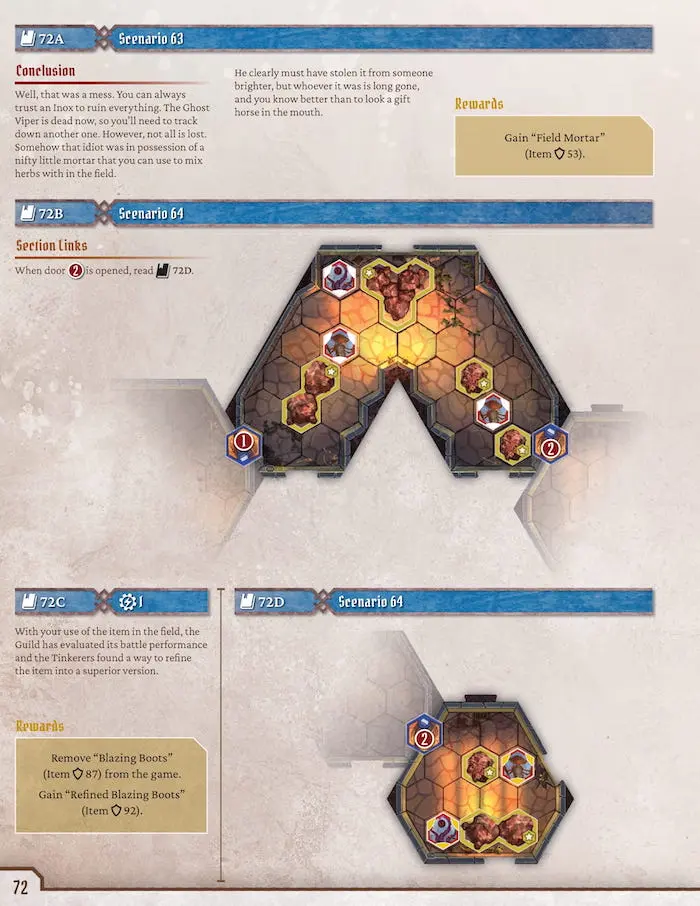 72A
Scenario 63
Conclusion
Well, that was a mess. You can always
trust an Inox to ruin everything. The Ghost
Viper is dead now, so you’ll need to track
down another one. However, not all is lost.
Somehow that idiot was in possession of a
nifty little mortar that you can use to mix
herbs with in the field.
He clearly must have stolen it from someone
brighter, but whoever it was is long gone,
and you know better than to look a gift
horse in the mouth.
Rewards
Gain “Field Mortar”
(Item 53).
72B
Scenario 64
Section Links
When door 2 is opened, read 72D.
1
2
72C
1
With your use of the item in the field, the
Guild has evaluated its battle performance
and the Tinkerers found a way to refine
the item into a superior version.
Rewards
Remove “Blazing Boots”
(Item 87) from the game.
Gain “Refined Blazing Boots”
(Item 92).
72D
Scenario 64
2
72